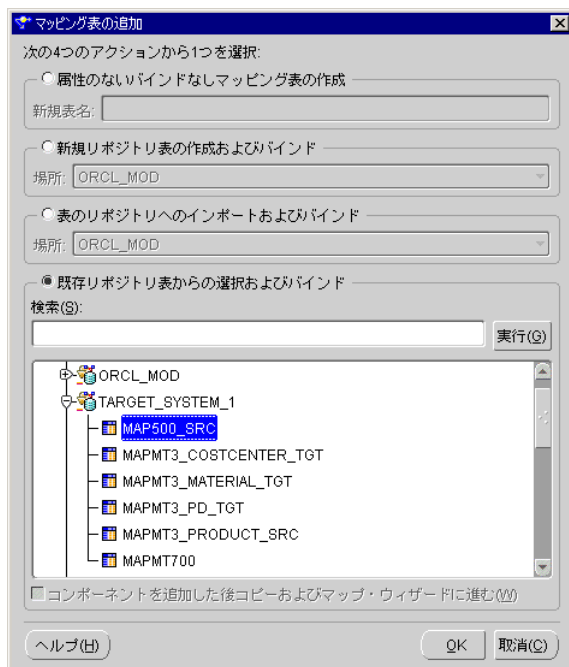 マッピング表の追加
次の4つのアクションから1つを選択:
属性のないバインドなしマッピング表の作成
新規表名:
新規リポジトリ表の作成およびバインド
場所: ORCL_MOD
表のリポジトリへのインポートおよびバインド
場所: ORCL_MOD
既存リポジトリ表からの選択およびバインド
検索(S):
実行(G)
ORCL_MOD
TARGET_SYSTEM_1
MAP500_SRC
MAPMT3_COSTCENTER_TGT
MAPMT3_MATERIAL_TGT
MAPMT3_PD_TGT
MAPMT3_PRODUCT_SRC
MAPMT700
コンポーネントを追加した後コピーおよびマップ・ウィザードに進む(W)
ヘルプ(H) OK 取消(C)